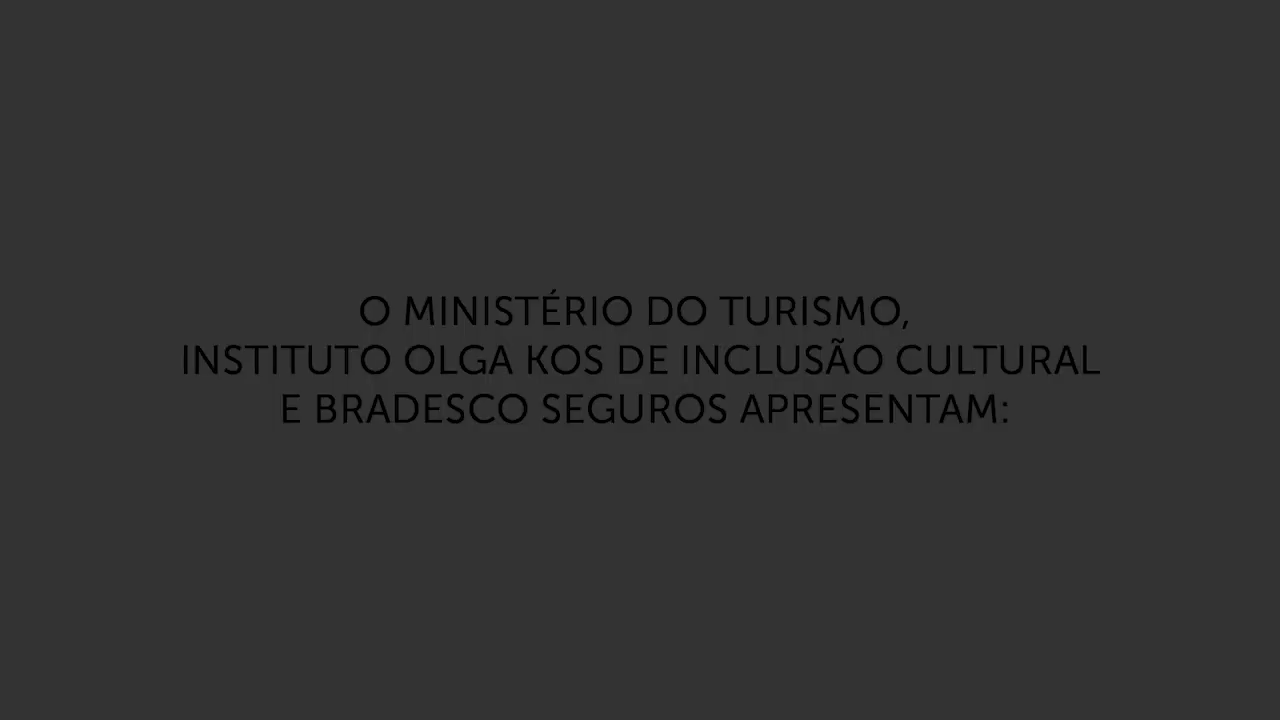 O MINISTÉRIO DO TURISMO,
INSTITUTO OLGA KOS DE INCLUSÃO CULTURAL
E BRADESCO SEGUROS APRESENTAM: